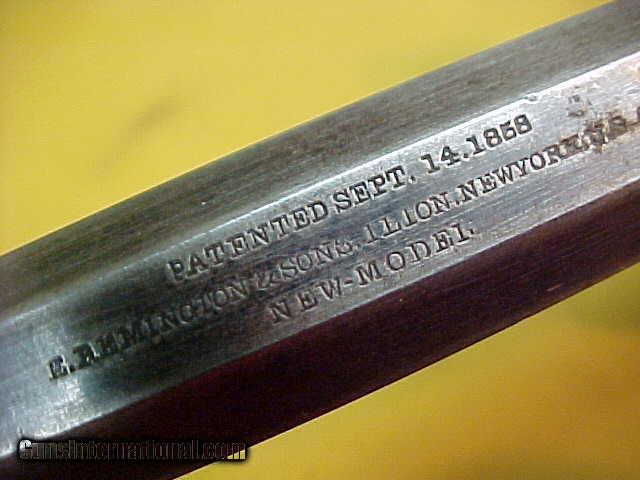 PATENTED SEPT. 14.1858
E. REMINGTON & SONS, ILION, NEWYORK, U.S.A.
NEW-MODEL.
GunsInternational.com